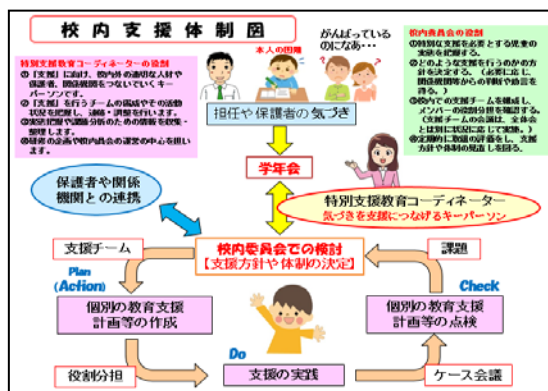 校内支援体制図
特別支援教育コーディネーターの役割
①「支援」に向け、校内外の適切な人材や
保護者、関係機関をつないでいくキー
パーソンです。
②「支援」を行うチームの編成やその活動
状況を把握し、連絡・調整を行います。
③実態把握や課題分析のための情報を収集・
整理します。
④研修の企画や校内委員会の運営の中心を担い
ます。
本人の困難
がんばっている
のになあ・・・
校内委員会の役割
①特別な支援を必要とする児童の
実態を把握する。
②どのような支援を行うのかの方
針を決定する。（必要に応じ、
関係機関等からの判断や助言を
得る。）
③校内での支援チームを構成し、
メンバーの役割分担を確認する。
（支援チームの会議は、全体会
とは別に状況に応じて実施。）
④定期的に取組の評価をし、支援
方針や体制の見直しを図る。
担任や保護者の気づき
学年会
保護者や関係
機関との連携
特別支援教育コーディネーター
気づきを支援につなげるキーパーソン
支援チーム
校内委員会での検討
【支援方針や体制の決定】
課題
Plan
(Action)
Check
個別の教育支援
計画等の作成
個別の教育支援
計画等の点検
Do
役割分担
支援の実践
ケース会議